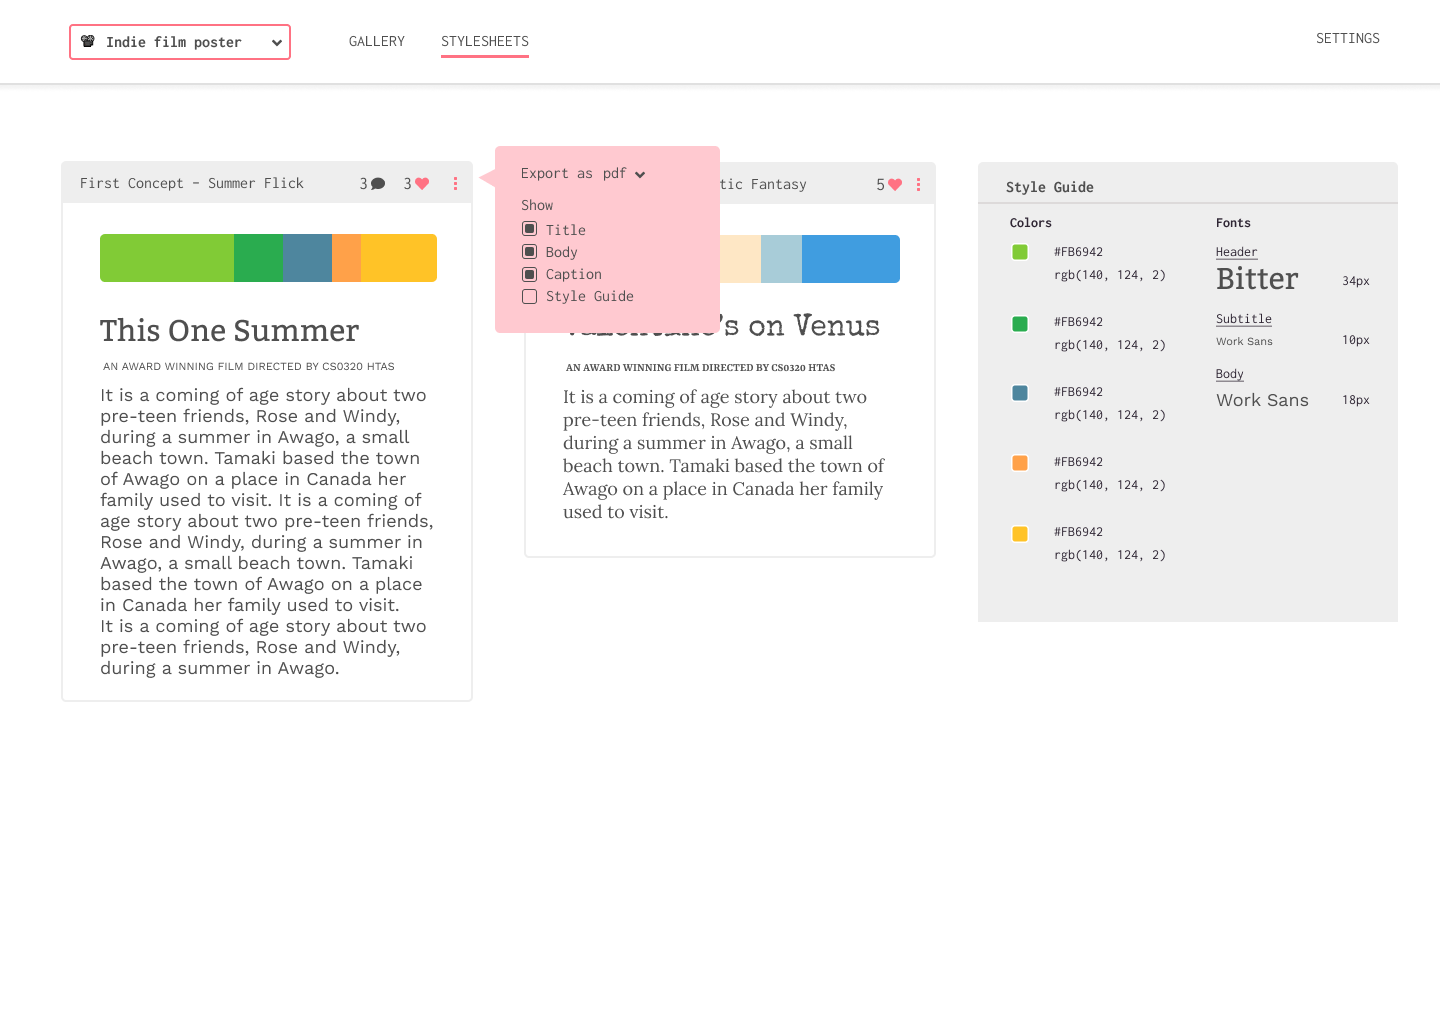 Indie film poster
GALLERY
STYLESHEETS
SETTINGS
First Concept - Summer Flick
3
3
This One Summer
AN AWARD WINNING FILM DIRECTED BY CS0320 HTAS
It is a coming of age story about two
pre-teen friends, Rose and Windy,
during a summer in Awago, a small
beach town. Tamaki based the town
of Awago on a place in Canada her
family used to visit. It is a coming of
age story about two pre-teen friends,
Rose and Windy, during a summer in
Awago, a small beach town. Tamaki
based the town of Awago on a place
in Canada her family used to visit.
It is a coming of age story about two
pre-teen friends, Rose and Windy,
during a summer in Awago.
Export as pdf
Show
Title
Body
Caption
Style Guide
tic Fantasy
5
Valentine's on Venus
AN AWARD WINNING FILM DIRECTED BY CS0320 HTAS
It is a coming of age story about two
pre-teen friends, Rose and Windy,
during a summer in Awago, a small
beach town. Tamaki based the town of
Awago on a place in Canada her family
used to visit.
Style Guide
Colors
#FB6942
rgb(140, 124, 2)
#FB6942
rgb(140, 124, 2)
#FB6942
rgb(140, 124, 2)
#FB6942
rgb(140, 124, 2)
#FB6942
rgb(140, 124, 2)
Fonts
Header
Bitter 34px
Subtitle
Work Sans 10px
Body
Work Sans 18px